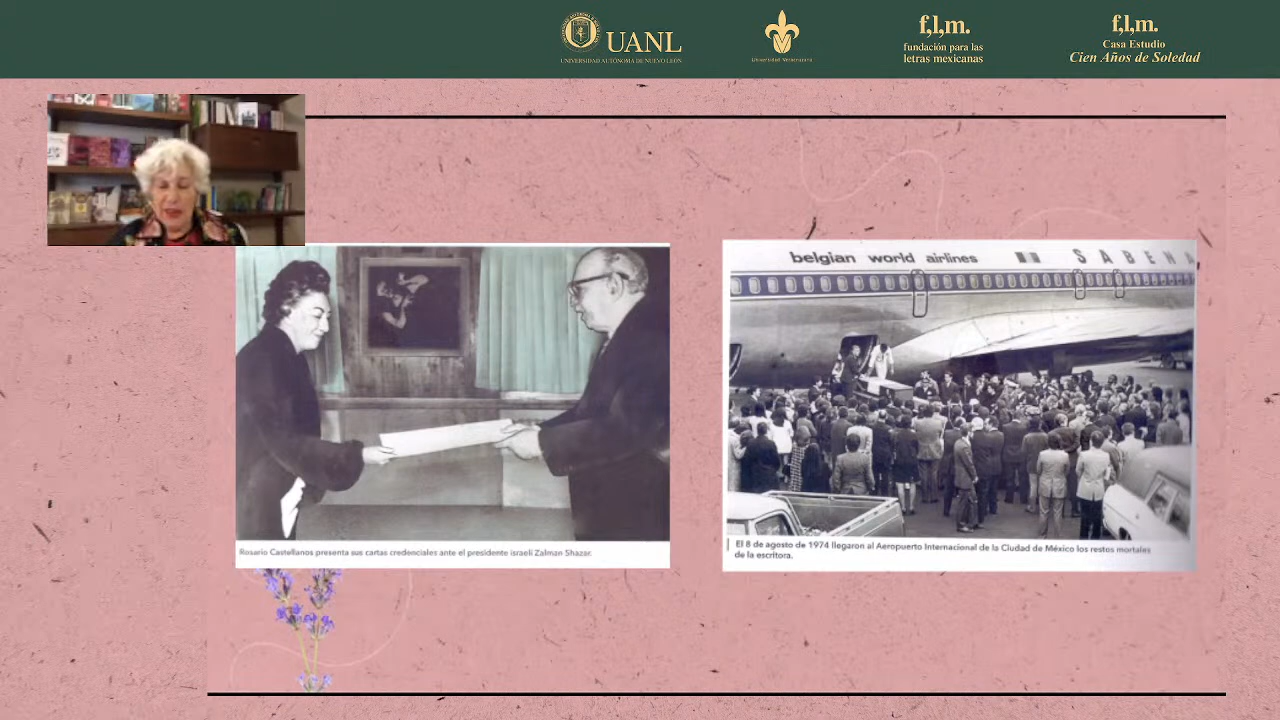 UANL
UNIVERSIDAD AUTÓNOMA DE NUEVO LEÓN
Universidad Veracruzana
f,l,m.
fundación para las
letras mexicanas
f,l,m.
Casa Estudio
Cien Años de Soledad
belgian world airlines
SABENA
Rosario Castellanos presenta sus cartas credenciales ante el presidente israelí Zalman Shazar.
El 8 de agosto de 1974 llegaron al Aeropuerto Internacional de la Ciudad de México los restos mortales
de la escritora.